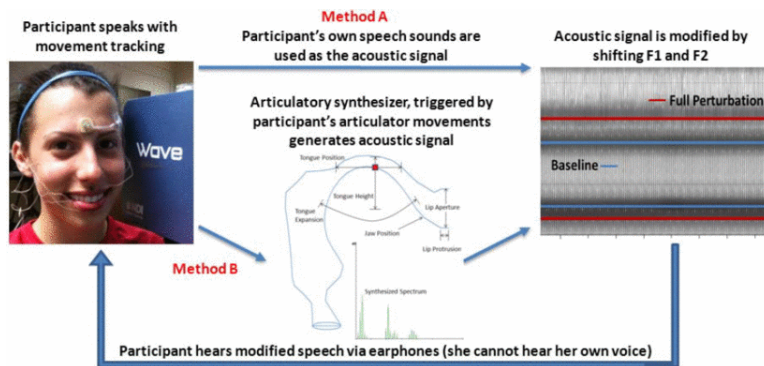 Participant speaks with
movement tracking
Method A
Participant's own speech sounds are
used as the acoustic signal
Acoustic signal is modified by
shifting F1 and F2
Full Perturbation
Baseline
wave
Articulatory synthesizer, triggered by
participant's articulator movements
generates acoustic signal
Tongue Position
Tongue Height
Tongue
Expansion
Lip Aperture
Jaw Position
Lip Protrusion
Synthesized Spectrum
Method B
Participant hears modified speech via earphones (she cannot hear her own voice)